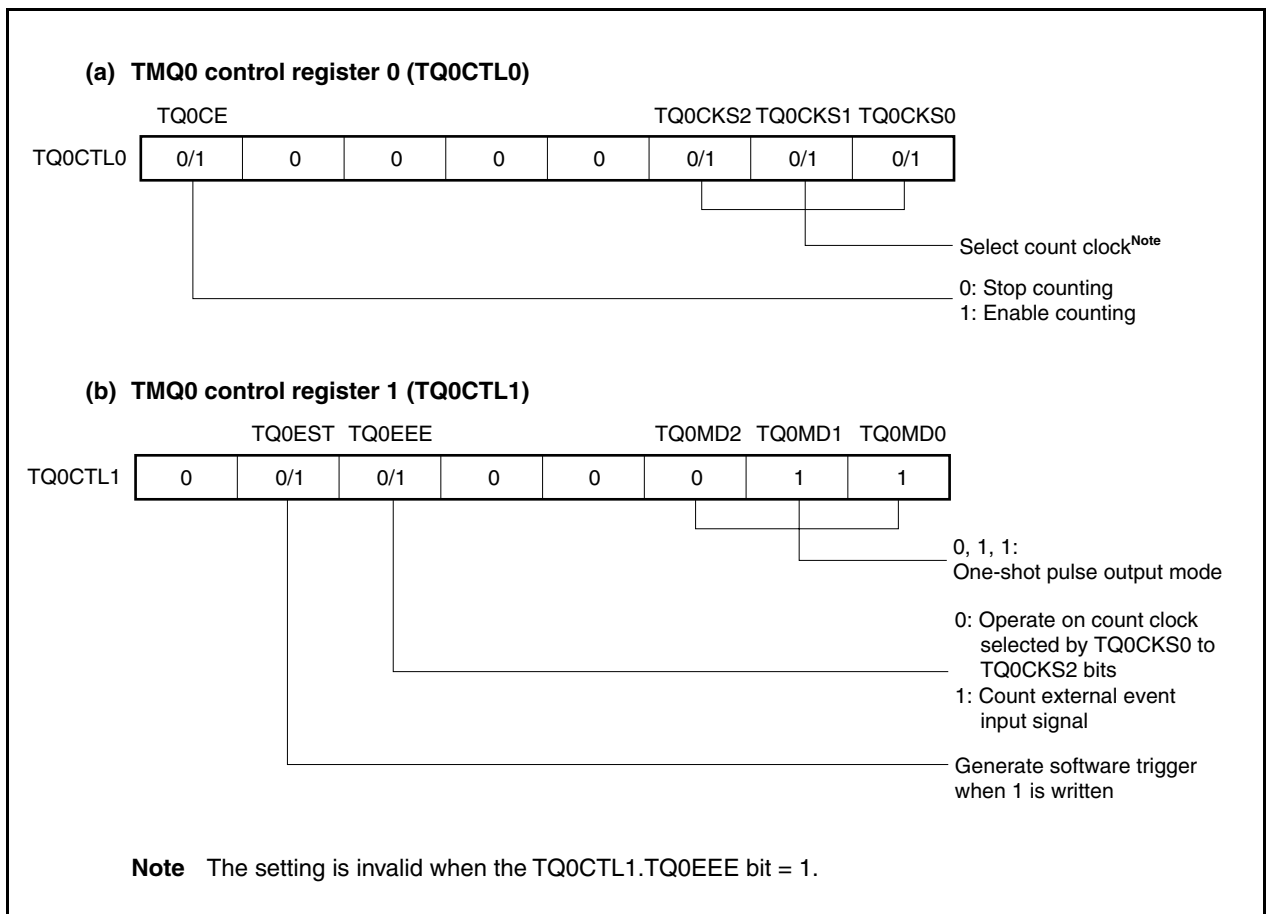 (a) TMQ0 control register 0 (TQ0CTL0)
TQ0CE TQ0CKS2 TQ0CKS1 TQ0CKS0
TQ0CTL0 0/1 0 0 0 0 0/1 0/1 0/1
Select count clockNote
0: Stop counting
1: Enable counting
(b) TMQ0 control register 1 (TQ0CTL1)
TQ0EST TQ0EEE TQ0MD2 TQ0MD1 TQ0MD0
TQ0CTL1 0 0/1 0/1 0 0 0 1 1
0, 1, 1:
One-shot pulse output mode
0: Operate on count clock
selected by TQ0CKS0 to
TQ0CKS2 bits
1: Count external event
input signal
Generate software trigger
when 1 is written
Note The setting is invalid when the TQ0CTL1.TQ0EEE bit = 1.